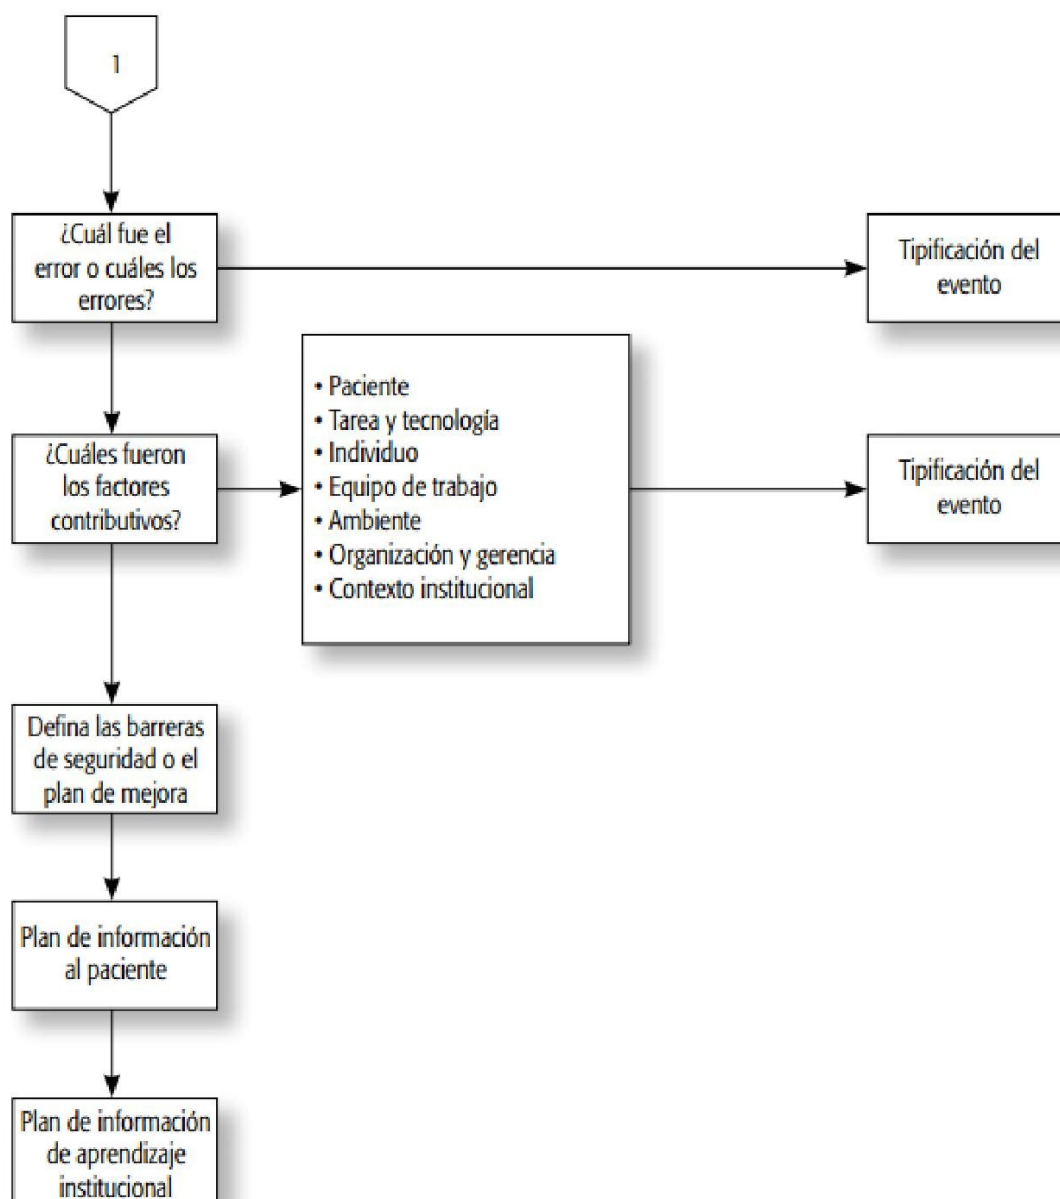 1
¿Cuál fue el
error o cuáles los
errores?
Tipificación del
evento
¿Cuáles fueron
los factores
contributivos?
• Paciente
• Tarea y tecnología
• Individuo
• Equipo de trabajo
• Ambiente
• Organización y gerencia
• Contexto institucional
Tipificación del
evento
Defina las barreras
de seguridad o el
plan de mejora
Plan de información
al paciente
Plan de información
de aprendizaje
institucional